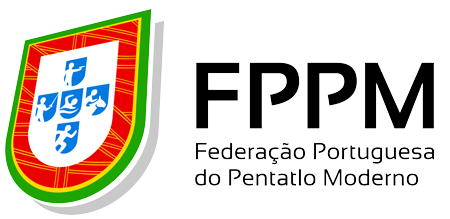 FPPM
Federação Portuguesa
do Pentatlo Moderno